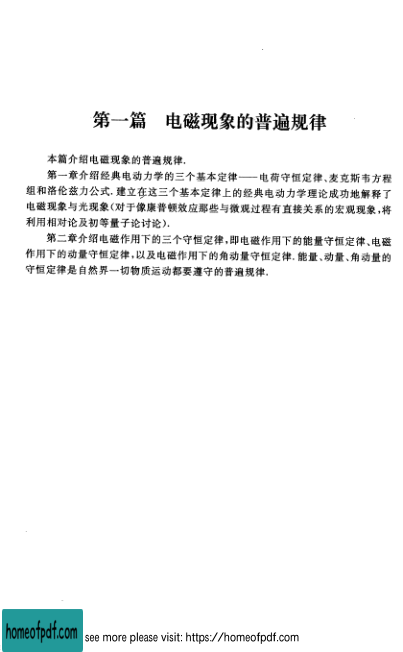 第一篇 电磁现象的普遍规律
本篇介绍电磁现象的普遍规律.
第一章介绍经典电动力学的三个基本定律——电荷守恒定律、麦克斯韦方程
组和洛伦兹力公式. 建立在这三个基本定律上的经典电动力学理论成功地解释了
电磁现象与光现象(对于像康普顿效应那些与微观过程有直接关系的宏观现象,将
利用相对论及初等量子论讨论).
第二章介绍电磁作用下的三个守恒定律,即电磁作用下的能量守恒定律、电磁
作用下的动量守恒定律,以及电磁作用下的角动量守恒定律. 能量、动量、角动量的
守恒定律是自然界一切物质运动都要遵守的普遍规律.
homeofpdf.com see more please visit: https://homeofpdf.com